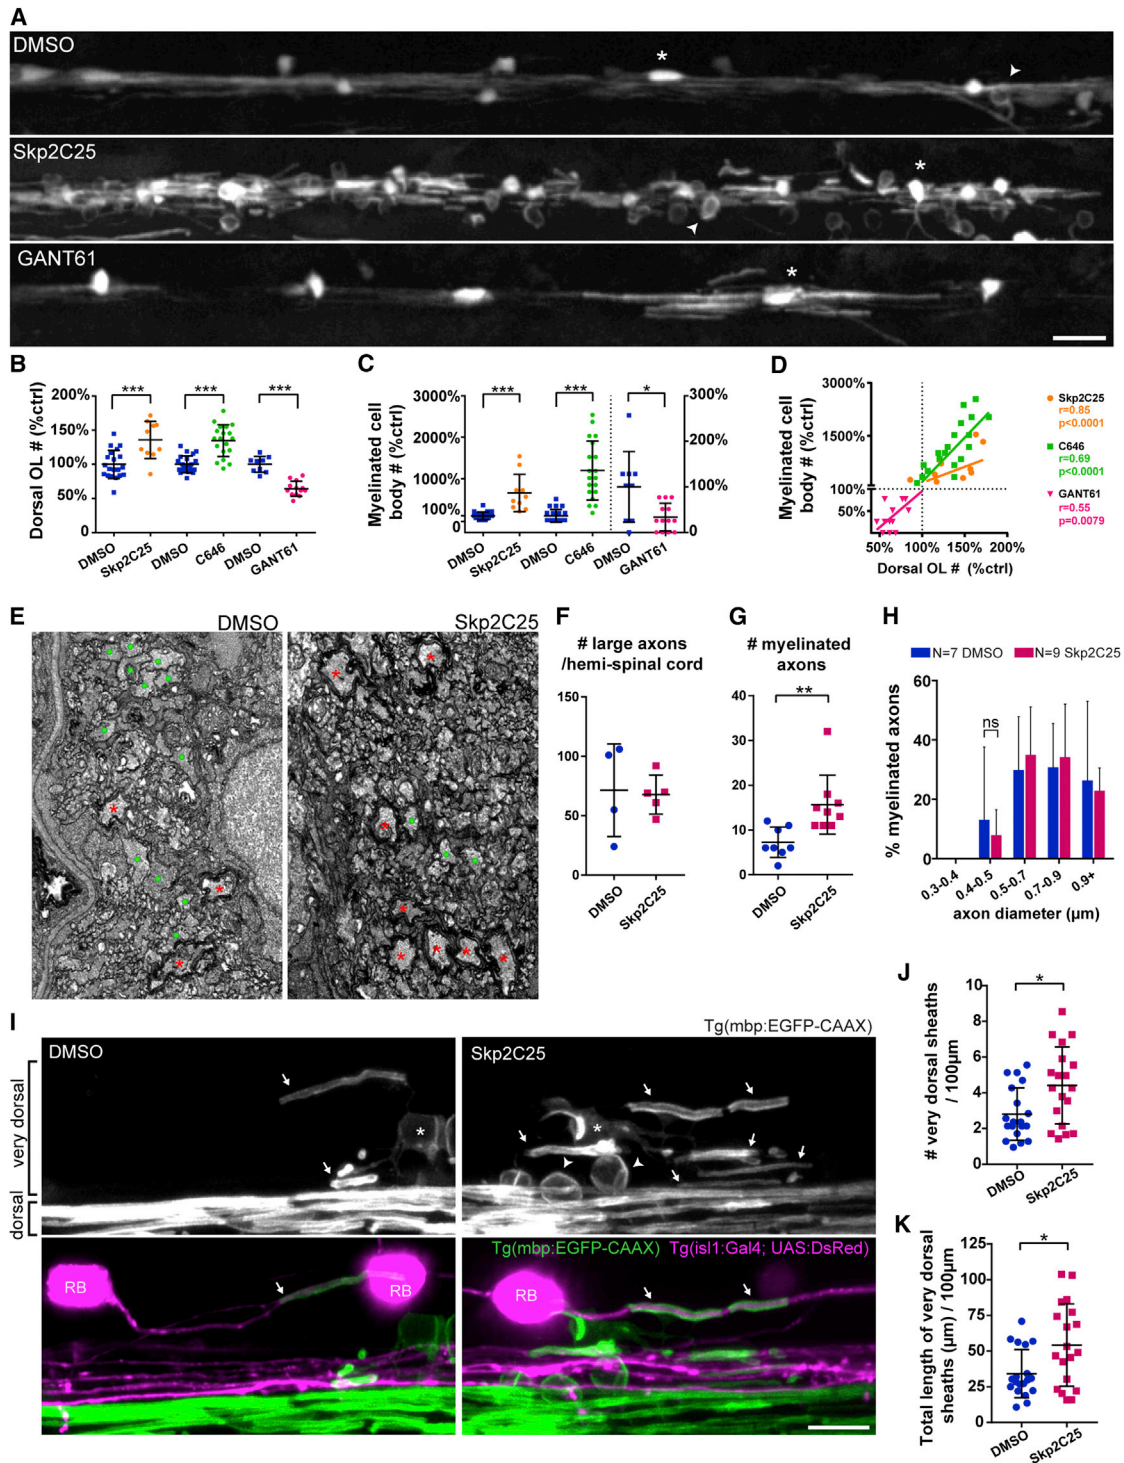 A
DMSO
*
Skp2C25
*
GANT61
*
B
Dorsal OL # (%ctrl)
200%
150%
100%
50%
0
***
***
***
DMSO
Skp2C25
DMSO
C646
DMSO
GANT61
C
Myelinated cell
body # (%ctrl)
3000%
2000%
1000%
100%
0
***
***
*
300%
200%
100%
0
DMSO
Skp2C25
DMSO
C646
DMSO
GANT61
D
Myelinated cell
body # (%ctrl)
3000%
1500%
100%
50%
50%
100%
150%
200%
Dorsal OL # (%ctrl)
Skp2C25
r=0.85
p<0.0001
C646
r=0.69
p<0.0001
GANT61
r=0.55
p=0.0079
E
DMSO
Skp2C25
F
# large axons
/hemi-spinal cord
150
100
50
0
DMSO
Skp2C25
G
# myelinated
axons
40
30
20
10
0
**
DMSO
Skp2C25
H
N=7 DMSO
N=9 Skp2C25
% myelinated axons
60
40
20
0
ns
0.3-0.4
0.4-0.5
0.5-0.7
0.7-0.9
0.9+
axon diameter (µm)
I
Tg(mbp:EGFP-CAAX)
DMSO
*
Skp2C25
*
very dorsal
dorsal
RB
RB
Tg(mbp:EGFP-CAAX) Tg(isl1:Gal4; UAS:DsRed)
RB
J
# very dorsal sheaths
/ 100µm
10
8
6
4
2
0
*
DMSO
Skp2C25
K
Total length of very dorsal
sheaths (µm) / 100µm
125
100
75
50
25
0
*
DMSO
Skp2C25